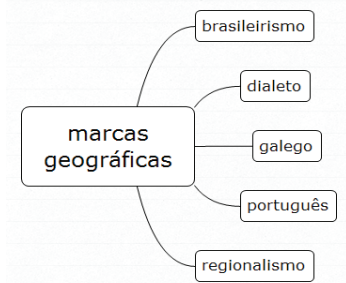 brasileirismo
dialeto
marcas
geográficas
galego
português
regionalismo